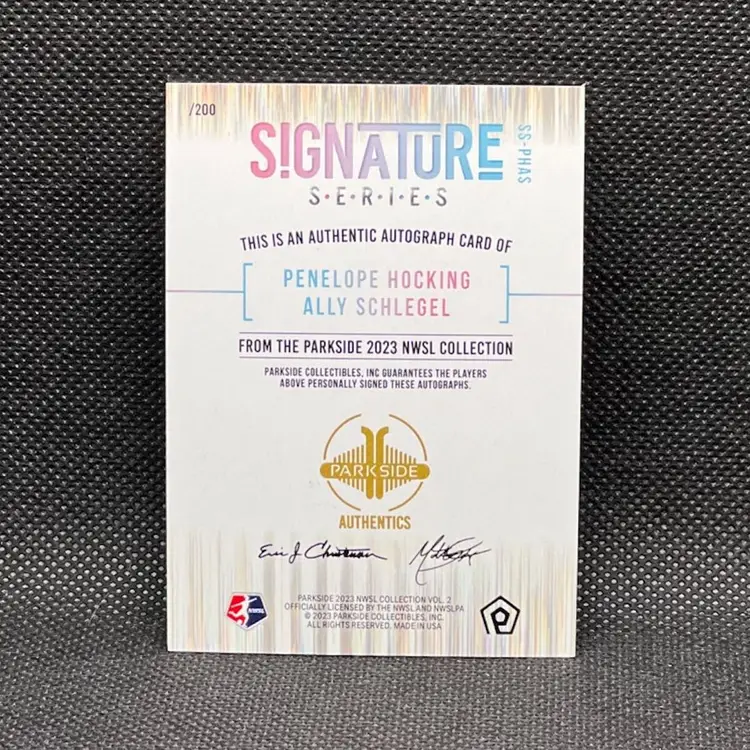 /200
SIGNATURE
S·E·R·I·E·S
SS-PHAS
THIS IS AN AUTHENTIC AUTOGRAPH CARD OF
PENELOPE HOCKING
ALLY SCHLEGEL
FROM THE PARKSIDE 2023 NWSL COLLECTION
PARKSIDE COLLECTIBLES, INC GUARANTEES THE PLAYERS
ABOVE PERSONALLY SIGNED THESE AUTOGRAPHS.
PARKSIDE
AUTHENTICS
PARKSIDE 2023 NWSL COLLECTION VOL. 2
OFFICIALLY LICENSED BY THE NWSL AND NWSLPA
© 2023 PARKSIDE COLLECTIBLES, INC.
ALL RIGHTS RESERVED. MADE IN USA
NWSL